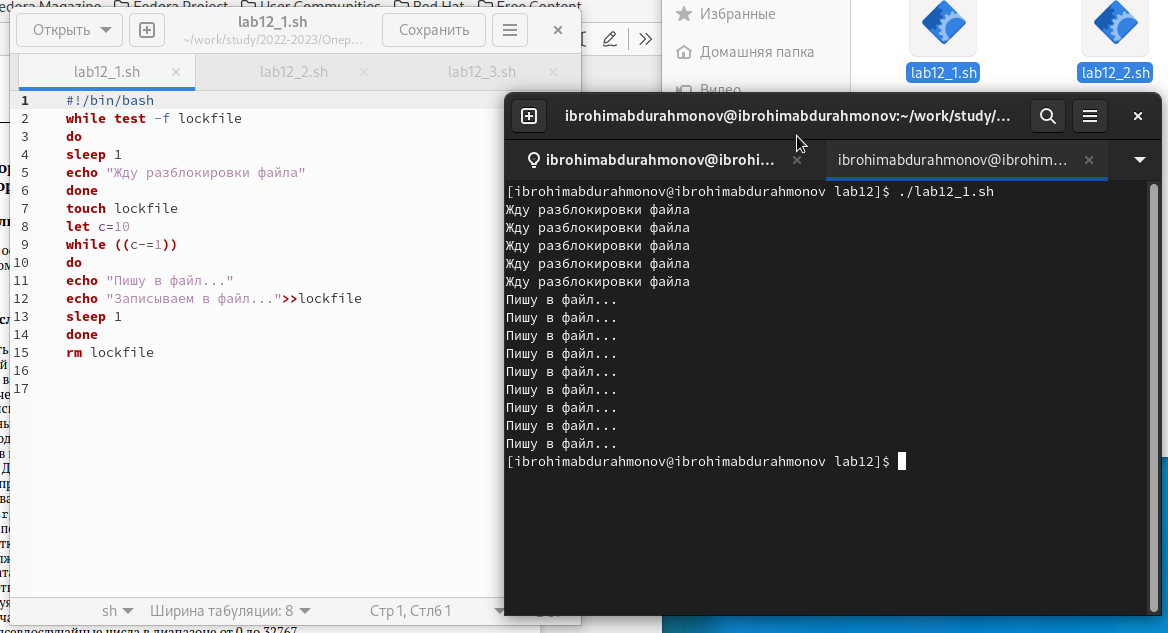 Fedora Project
User Communities
Red Hat
Free Content
Открыть
lab12_1.sh
~/work/study/2022-2023/Опер...
Сохранить
lab12_1.sh
lab12_2.sh
lab12_3.sh
1 #!/bin/bash
2 while test -f lockfile
3 do
4 sleep 1
5 echo "Жду разблокировки файла"
6 done
7 touch lockfile
8 let c=10
9 while ((c-=1))
10 do
11 echo "Пишу в файл..."
12 echo "Записываем в файл...">>lockfile
13 sleep 1
14 done
15 rm lockfile
16
17
sh
Ширина табуляции: 8
Стр 1, Стлб 1
Избранные
Домашняя папка
Видео
lab12_1.sh
lab12_2.sh
ibrohimabdurahmonov@ibrohimabdurahmonov:~/work/study/...
ibrohimabdurahmonov@ibrohi...
ibrohimabdurahmonov@ibrohim...
[ibrohimabdurahmonov@ibrohimabdurahmonov lab12]$ ./lab12_1.sh
Жду разблокировки файла
Жду разблокировки файла
Жду разблокировки файла
Жду разблокировки файла
Жду разблокировки файла
Пишу в файл...
Пишу в файл...
Пишу в файл...
Пишу в файл...
Пишу в файл...
Пишу в файл...
Пишу в файл...
Пишу в файл...
Пишу в файл...
[ibrohimabdurahmonov@ibrohimabdurahmonov lab12]$
числа в диапазоне от 0 до 32767